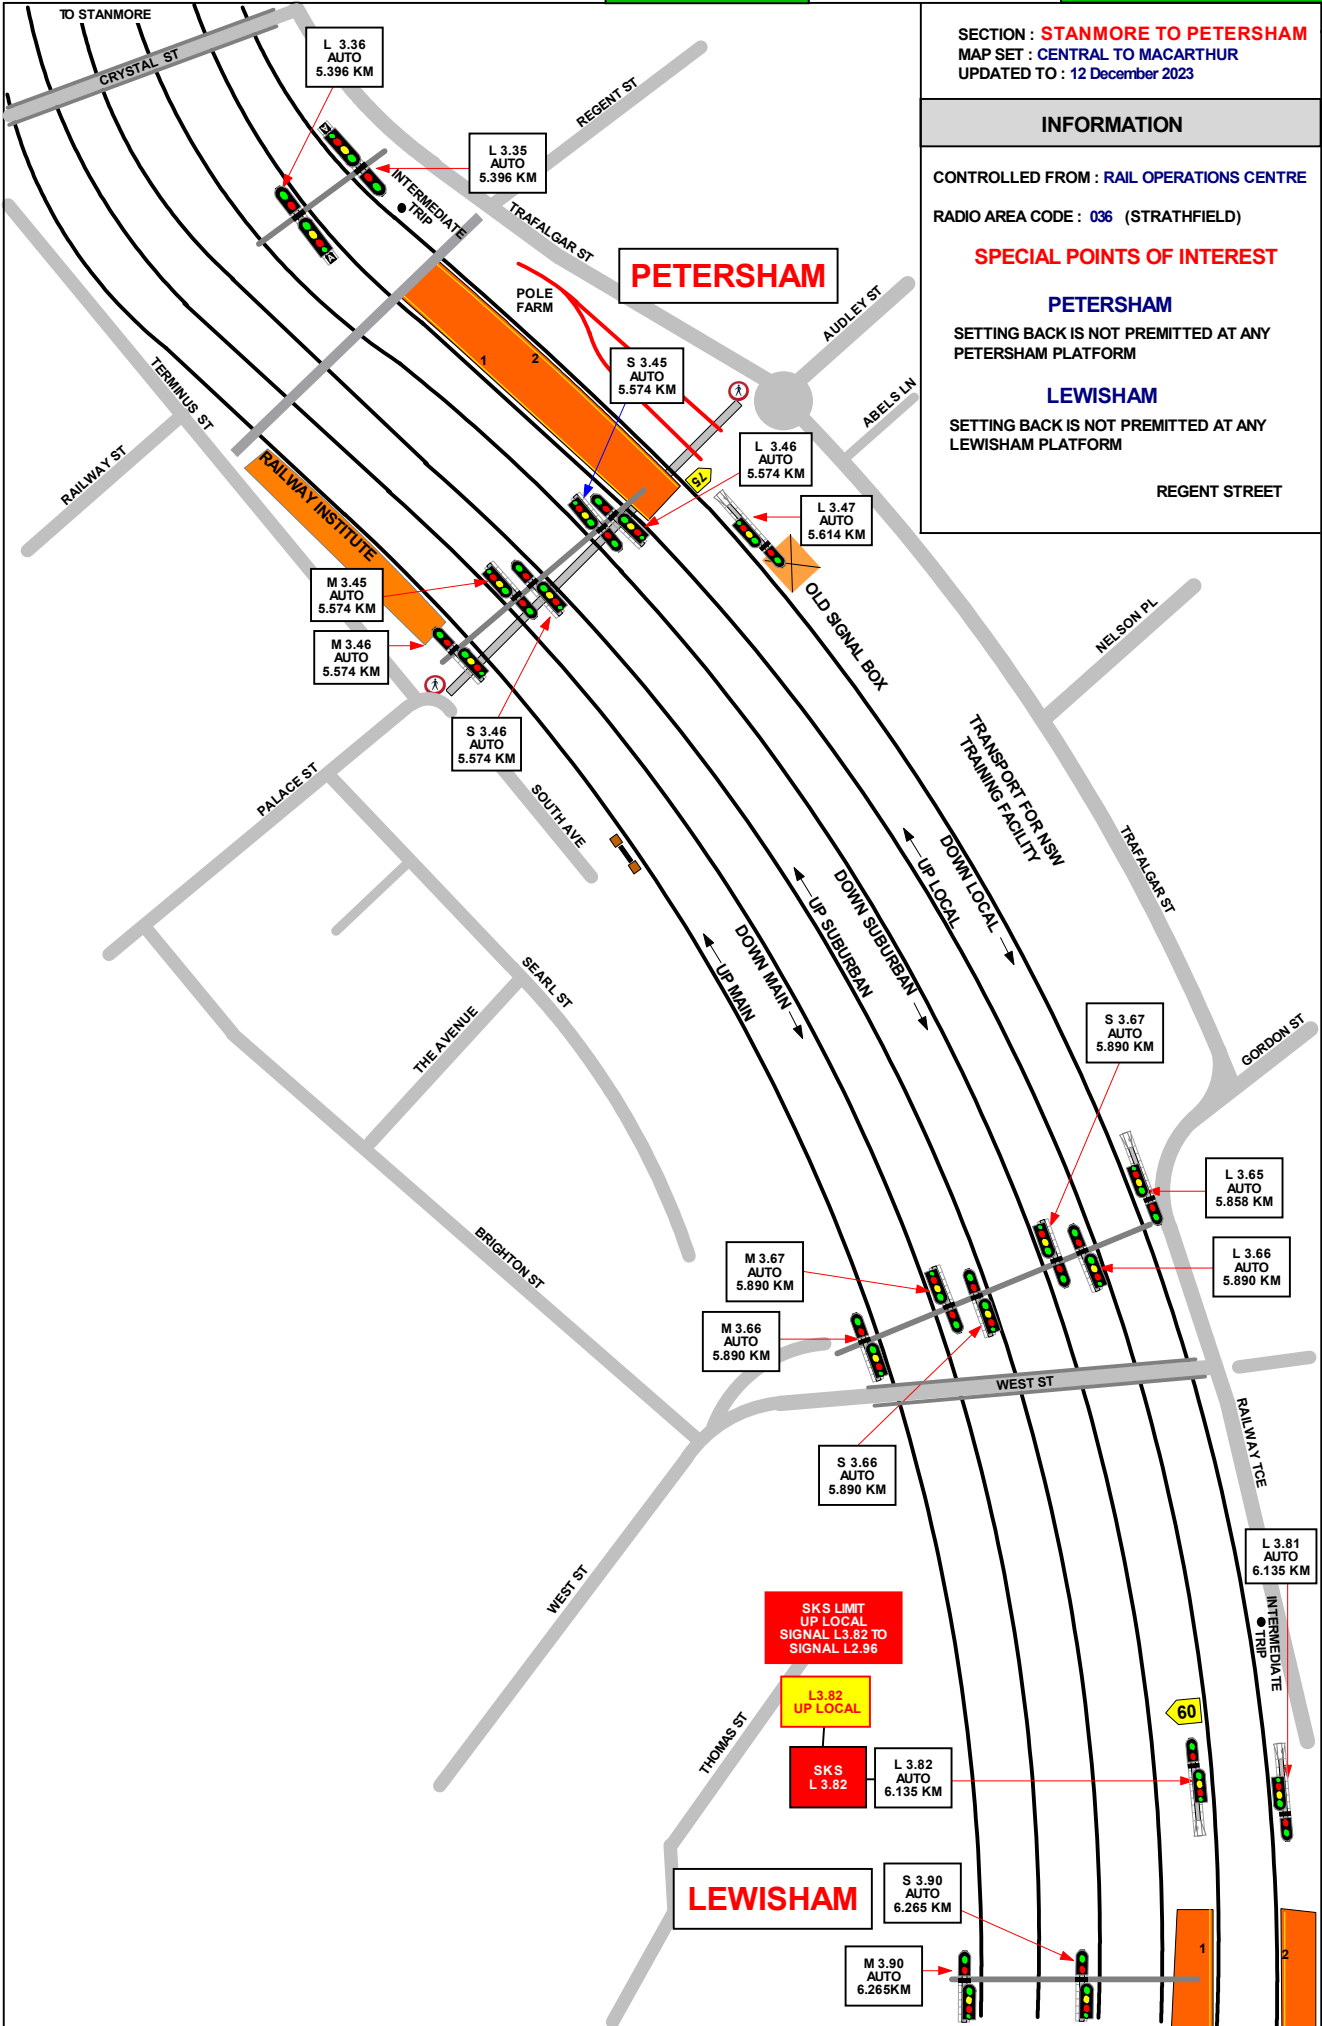 TO STANMORE
CRYSTAL ST
L 3.36
AUTO
5.396 KM
REGENT ST
L 3.35
AUTO
5.396 KM
INTERMEDIATE
TRIP
TRAFALGAR ST
SECTION : STANMORE TO PETERSHAM
MAP SET : CENTRAL TO MACARTHUR
UPDATED TO : 12 December 2023
INFORMATION
CONTROLLED FROM : RAIL OPERATIONS CENTRE
RADIO AREA CODE : 036 (STRATHFIELD)
SPECIAL POINTS OF INTEREST
PETERSHAM
SETTING BACK IS NOT PREMITTED AT ANY
PETERSHAM PLATFORM
LEWISHAM
SETTING BACK IS NOT PREMITTED AT ANY
LEWISHAM PLATFORM
REGENT STREET
PETERSHAM
POLE
FARM
AUDLEY ST
1
2
S 3.45
AUTO
5.574 KM
TERMINUS ST
ABELS LN
RAILWAY ST
RAILWAY INSTITUTE
L 3.46
AUTO
5.574 KM
75
L 3.47
AUTO
5.614 KM
M 3.45
AUTO
5.574 KM
M 3.46
AUTO
5.574 KM
OLD SIGNAL BOX
NELSON PL
S 3.46
AUTO
5.574 KM
TRANSPORT FOR NSW
TRAINING FACILITY
PALACE ST
SOUTH AVE
TRAFALGAR ST
DOWN LOCAL
UP LOCAL
DOWN SUBURBAN
UP SUBURBAN
DOWN MAIN
UP MAIN
SEARL ST
THE AVENUE
S 3.67
AUTO
5.890 KM
GORDON ST
L 3.65
AUTO
5.858 KM
BRIGHTON ST
M 3.67
AUTO
5.890 KM
L 3.66
AUTO
5.890 KM
M 3.66
AUTO
5.890 KM
WEST ST
RAILWAY TCE
S 3.66
AUTO
5.890 KM
L 3.81
AUTO
6.135 KM
WEST ST
SKS LIMIT
UP LOCAL
SIGNAL L3.82 TO
SIGNAL L2.96
INTERMEDIATE
TRIP
L3.82
UP LOCAL
60
THOMAS ST
SKS
L 3.82
L 3.82
AUTO
6.135 KM
LEWISHAM
S 3.90
AUTO
6.265 KM
1
2
M 3.90
AUTO
6.265KM